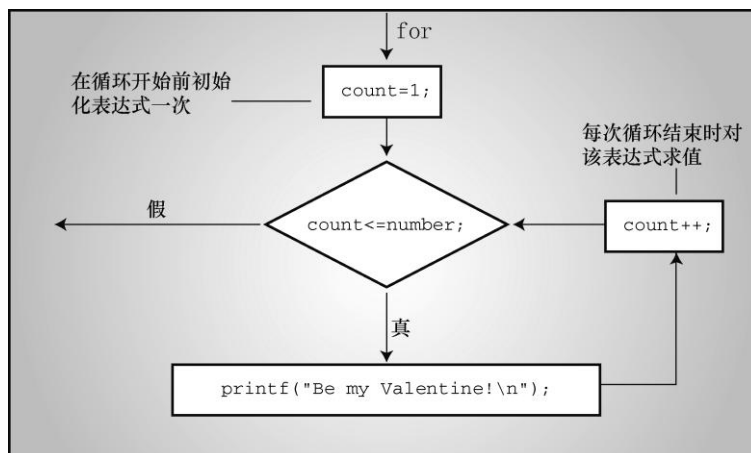 for
在循环开始前初始
化表达式一次
count=1;
每次循环结束时对
该表达式求值
假
count<=number;
count++;
真
printf("Be my Valentine!\n");